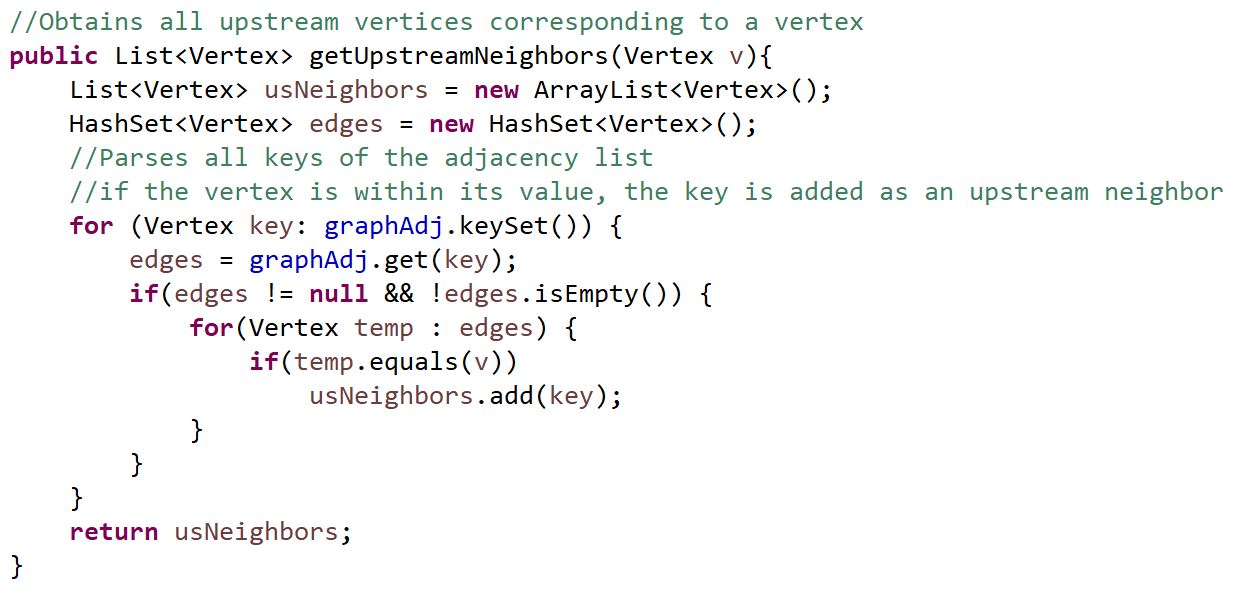 //Obtains all upstream vertices corresponding to a vertex
public List<Vertex> getUpstreamNeighbors(Vertex v){
    List<Vertex> usNeighbors = new ArrayList<Vertex>();
    HashSet<Vertex> edges = new HashSet<Vertex>();
    //Parses all keys of the adjacency list
    //if the vertex is within its value, the key is added as an upstream neighbor
    for (Vertex key: graphAdj.keySet()) {
        edges = graphAdj.get(key);
        if(edges != null && !edges.isEmpty()) {
            for(Vertex temp : edges) {
                if(temp.equals(v))
                    usNeighbors.add(key);
            }
        }
    }
    return usNeighbors;
}